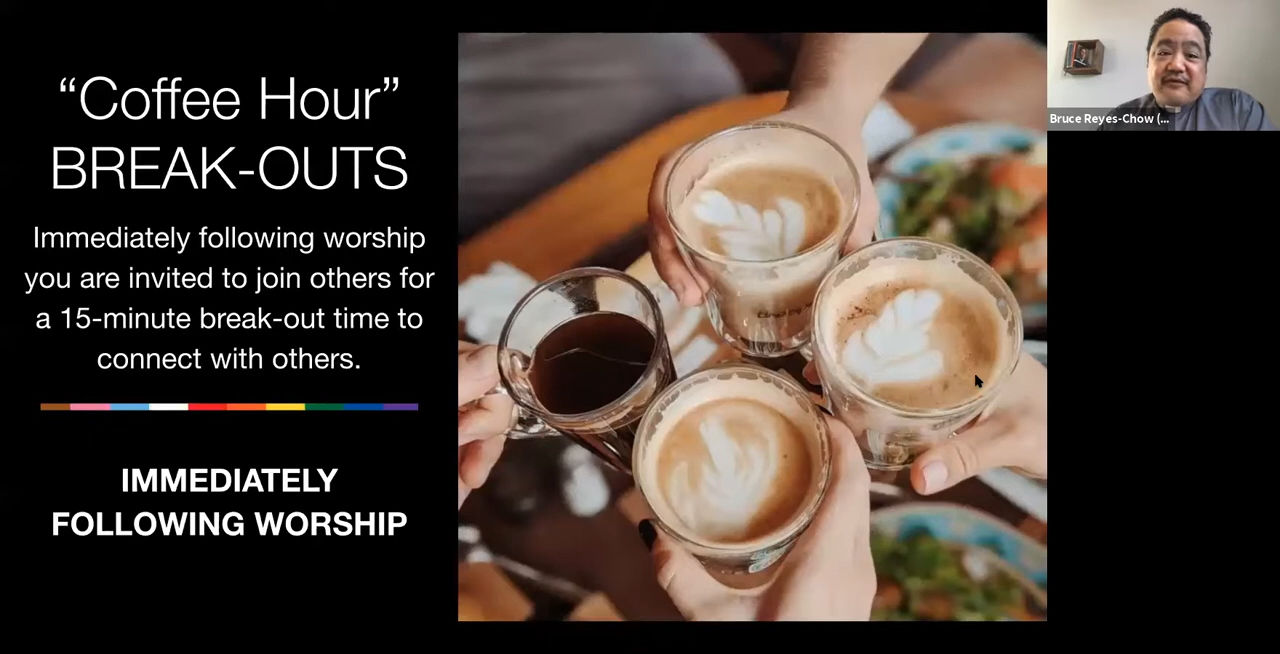 “Coffee Hour”
BREAK-OUTS
Immediately following worship
you are invited to join others for
a 15-minute break-out time to
connect with others.
IMMEDIATELY
FOLLOWING WORSHIP
Bruce Reyes-Chow (...